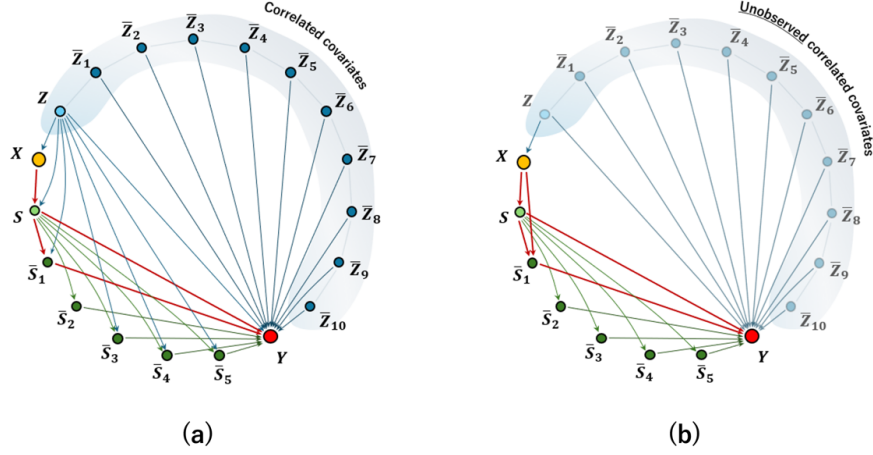 Correlated covariates
Z
Z̅₁
Z̅₂
Z̅₃
Z̅₄
Z̅₅
Z̅₆
Z̅₇
Z̅₈
Z̅₉
Z̅₁₀
X
S
S̅₁
S̅₂
S̅₃
S̅₄
S̅₅
Y
(a)
Unobserved correlated covariates
Z
Z̅₁
Z̅₂
Z̅₃
Z̅₄
Z̅₅
Z̅₆
Z̅₇
Z̅₈
Z̅₉
Z̅₁₀
X
S
S̅₁
S̅₂
S̅₃
S̅₄
S̅₅
Y
(b)